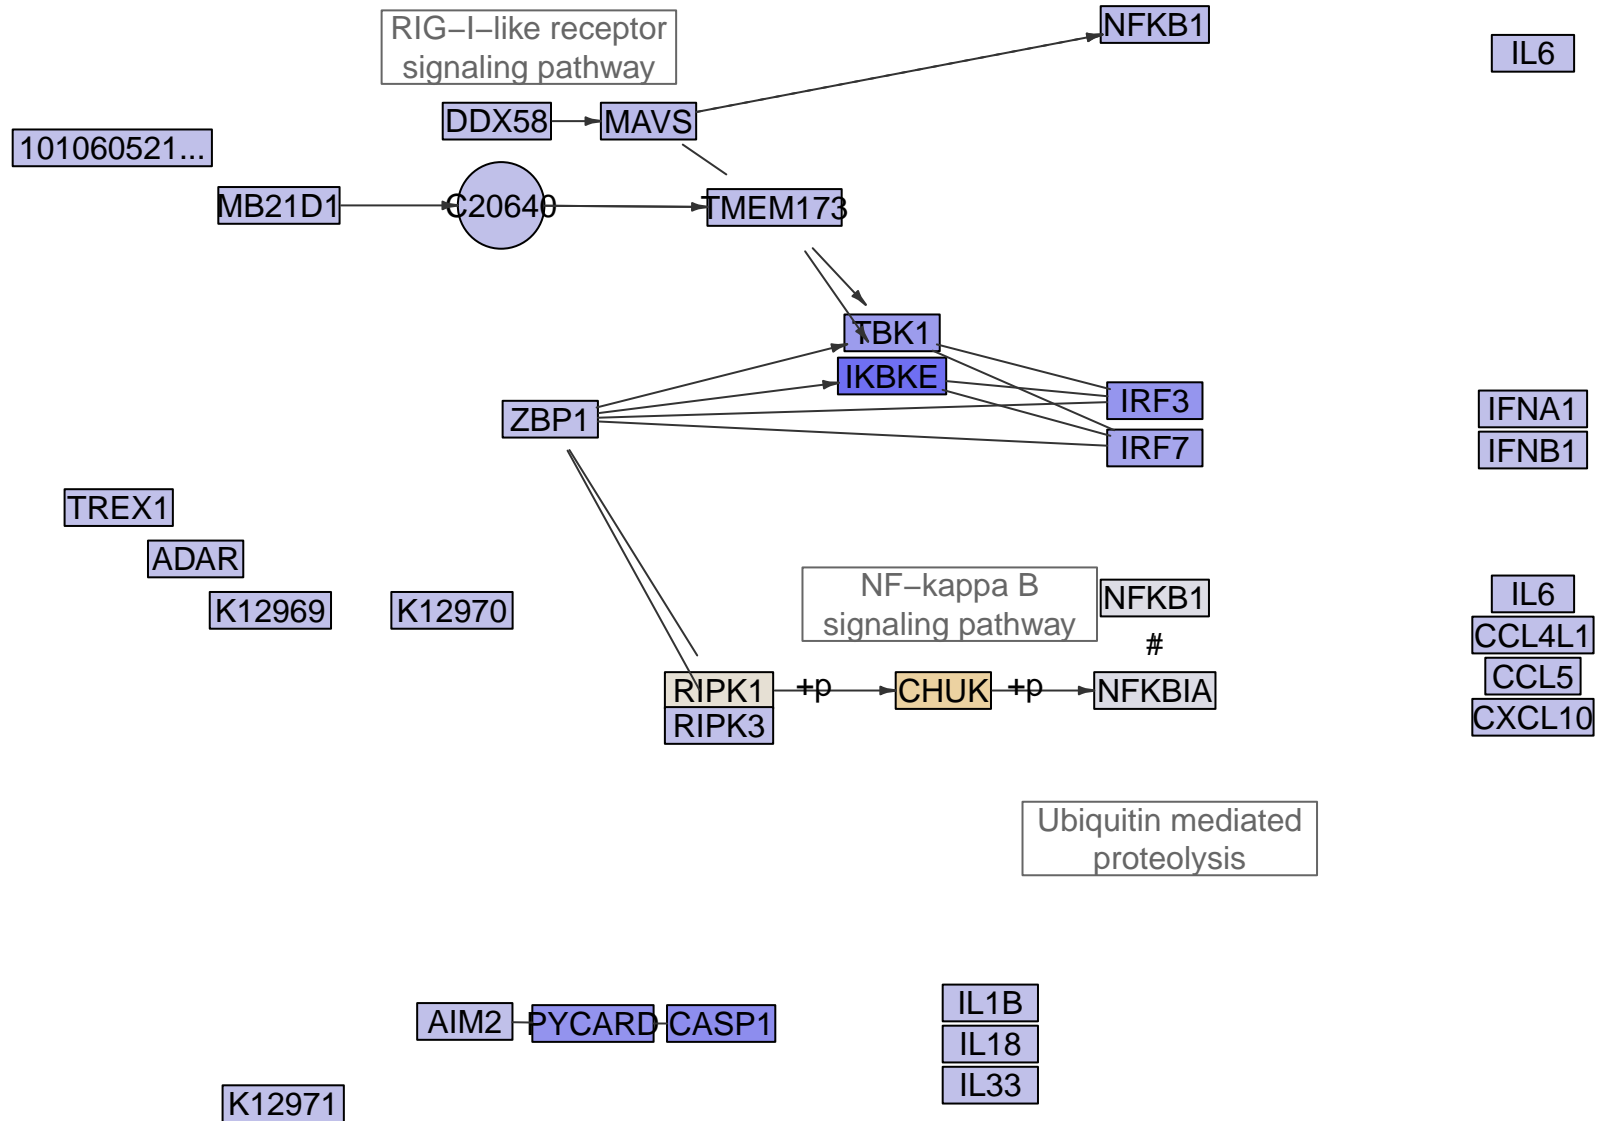 RIG−I−like receptor
signaling pathway
NFKB1
IL6
DDX58
MAVS
101060521...
MB21D1
C20640
TMEM173
TBK1
IKBKE
ZBP1
IRF3
IRF7
IFNA1
IFNB1
TREX1
ADAR
K12969
K12970
NF−kappa B
signaling pathway
NFKB1
#
IL6
CCL4L1
CCL5
CXCL10
RIPK1
+p
CHUK
+p
NFKBIA
RIPK3
Ubiquitin mediated
proteolysis
AIM2
PYCARD
CASP1
IL1B
IL18
IL33
K12971